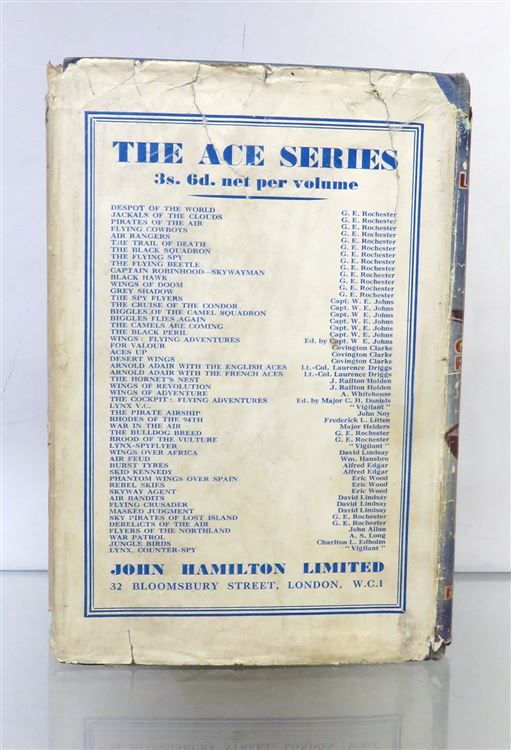 THE ACE SERIES
3s. 6d. net per volume
DESPOT OF THE WORLD G. E. Rochester
JACKALS OF THE CLOUDS G. E. Rochester
PIRATES OF THE AIR G. E. Rochester
FLYING COWBOYS G. E. Rochester
AIR RANGERS G. E. Rochester
THE TRAIL OF DEATH G. E. Rochester
THE BLACK SQUADRON G. E. Rochester
THE FLYING SPY G. E. Rochester
THE FLYING BEETLE G. E. Rochester
CAPTAIN ROBINHOOD—SKYWAYMAN G. E. Rochester
BLACK HAWK G. E. Rochester
WINGS OF DOOM G. E. Rochester
GREY SHADOW G. E. Rochester
THE SPY FLYERS Capt. W. E. Johns
THE CRUISE OF THE CONDOR Capt. W. E. Johns
BIGGLES OF THE CAMEL SQUADRON Capt. W. E. Johns
BIGGLES FLIES AGAIN Capt. W. E. Johns
THE CAMELS ARE COMING Capt. W. E. Johns
THE BLACK PERIL Capt. W. E. Johns
WINGS : FLYING ADVENTURES Ed. by Capt W E Johns
FOR VALOUR Covington Clarke
ACES UP Covington Clarke
DESERT WINGS Covington Clarke
ARNOLD ADAIR WITH THE ENGLISH ACES Lt.-Col. Laurence Driggs
ARNOLD ADAIR WITH THE FRENCH ACES Lt.-Col. Laurence Driggs
THE HORNET'S NEST J. Railton Holden
WINGS OF REVOLUTION J. Railton Holden
WINGS OF ADVENTURE A. Whitehouse
THE COCKPIT : FLYING ADVENTURES Ed. by Major C. H. Daniels
LYNX V.C. "Vigilant"
THE PIRATE AIRSHIP John Noy
RHODES OF THE 94TH Frederick L. Litten
WAR IN THE AIR Major Helders
THE BULLDOG BREED G. E. Rochester
BROOD OF THE VULTURE G. E. Rochester
LYNX-SPYFLYER "Vigilant"
WINGS OVER AFRICA David Lindsay
AIR FEUD Wm. Hansbro
BURST TYRES Alfred Edgar
SKID KENNEDY Alfred Edgar
PHANTOM WINGS OVER SPAIN Eric Wood
REBEL SKIES Eric Wood
SKYWAY AGENT Eric Wood
AIR BANDITS David Lindsay
FLYING CRUSADER David Lindsay
MASKED JUDGMENT David Lindsay
SKY PIRATES OF LOST ISLAND G. E. Rochester
DERELICTS OF THE AIR G. E. Rochester
FLYERS OF THE NORTHLAND John Allan
WAR PATROL A. S. Long
JUNGLE BIRDS Charlton L. Edholm
LYNX, COUNTER-SPY "Vigilant"
JOHN HAMILTON LIMITED
32 BLOOMSBURY STREET, LONDON, W.C.1